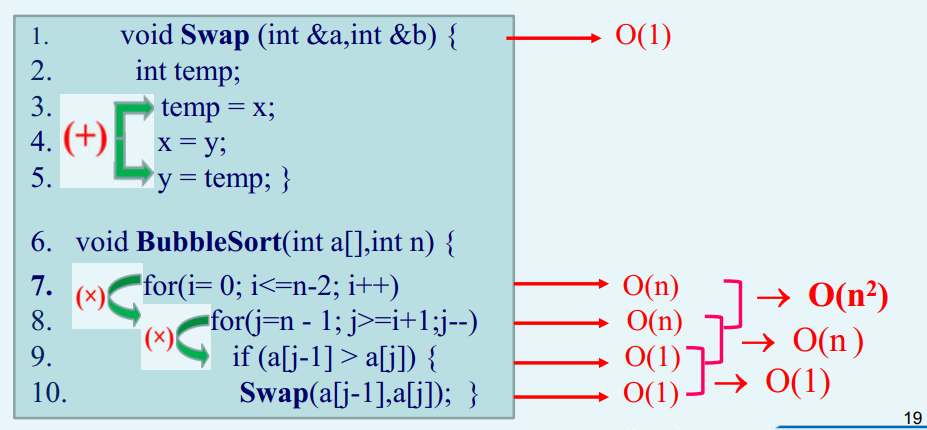 1. void Swap (int &a,int &b) { → O(1)
2. int temp;
3. temp = x;
4. (+) x = y;
5. y = temp; }
6. void BubbleSort(int a[],int n) {
7. (×) for(i= 0; i<=n-2; i++) → O(n) → O(n²)
8. (×) for(j=n - 1; j>=i+1;j--) → O(n) → O(n )
9. if (a[j-1] > a[j]) { → O(1) → O(1)
10. Swap(a[j-1],a[j]); } → O(1)
19